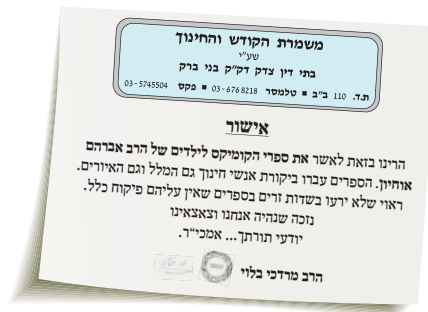 משמרת הקודש והחינוך
שע"י
בתי דין צדק דק"ק בני ברק
ת.ד. 110 ב"ב ■ טלמסר 03-6768218 ■ פקס 03-5745504
אישור
הרינו בזאת לאשר את ספרי הקומיקס לילדים של הרב אברהם
אוחיון. הספרים עברו ביקורת אנשי חינוך גם המלל וגם האיורים.
ראוי שלא ירעו בשדות זרים בספרים שאין עליהם פיקוח כלל.
נזכה שנהיה אנחנו וצאצאינו
יודעי תורתך... אמכי"ר.
הרב מרדכי בלוי